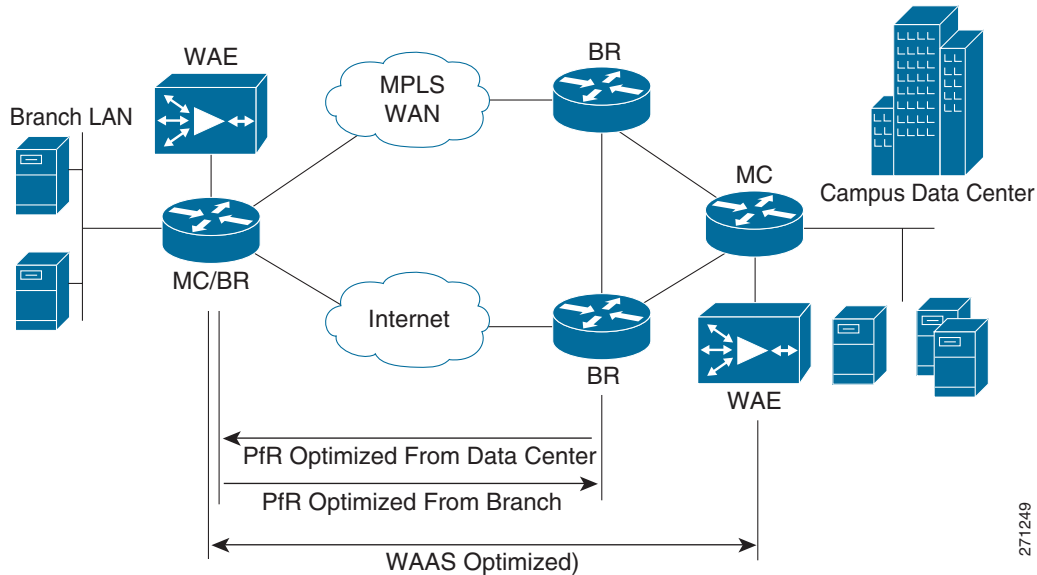 WAE
BR
MPLS
WAN
Branch LAN
MC
Campus Data Center
MC/BR
Internet
BR
WAE
PfR Optimized From Data Center
PfR Optimized From Branch
WAAS Optimized)
271249